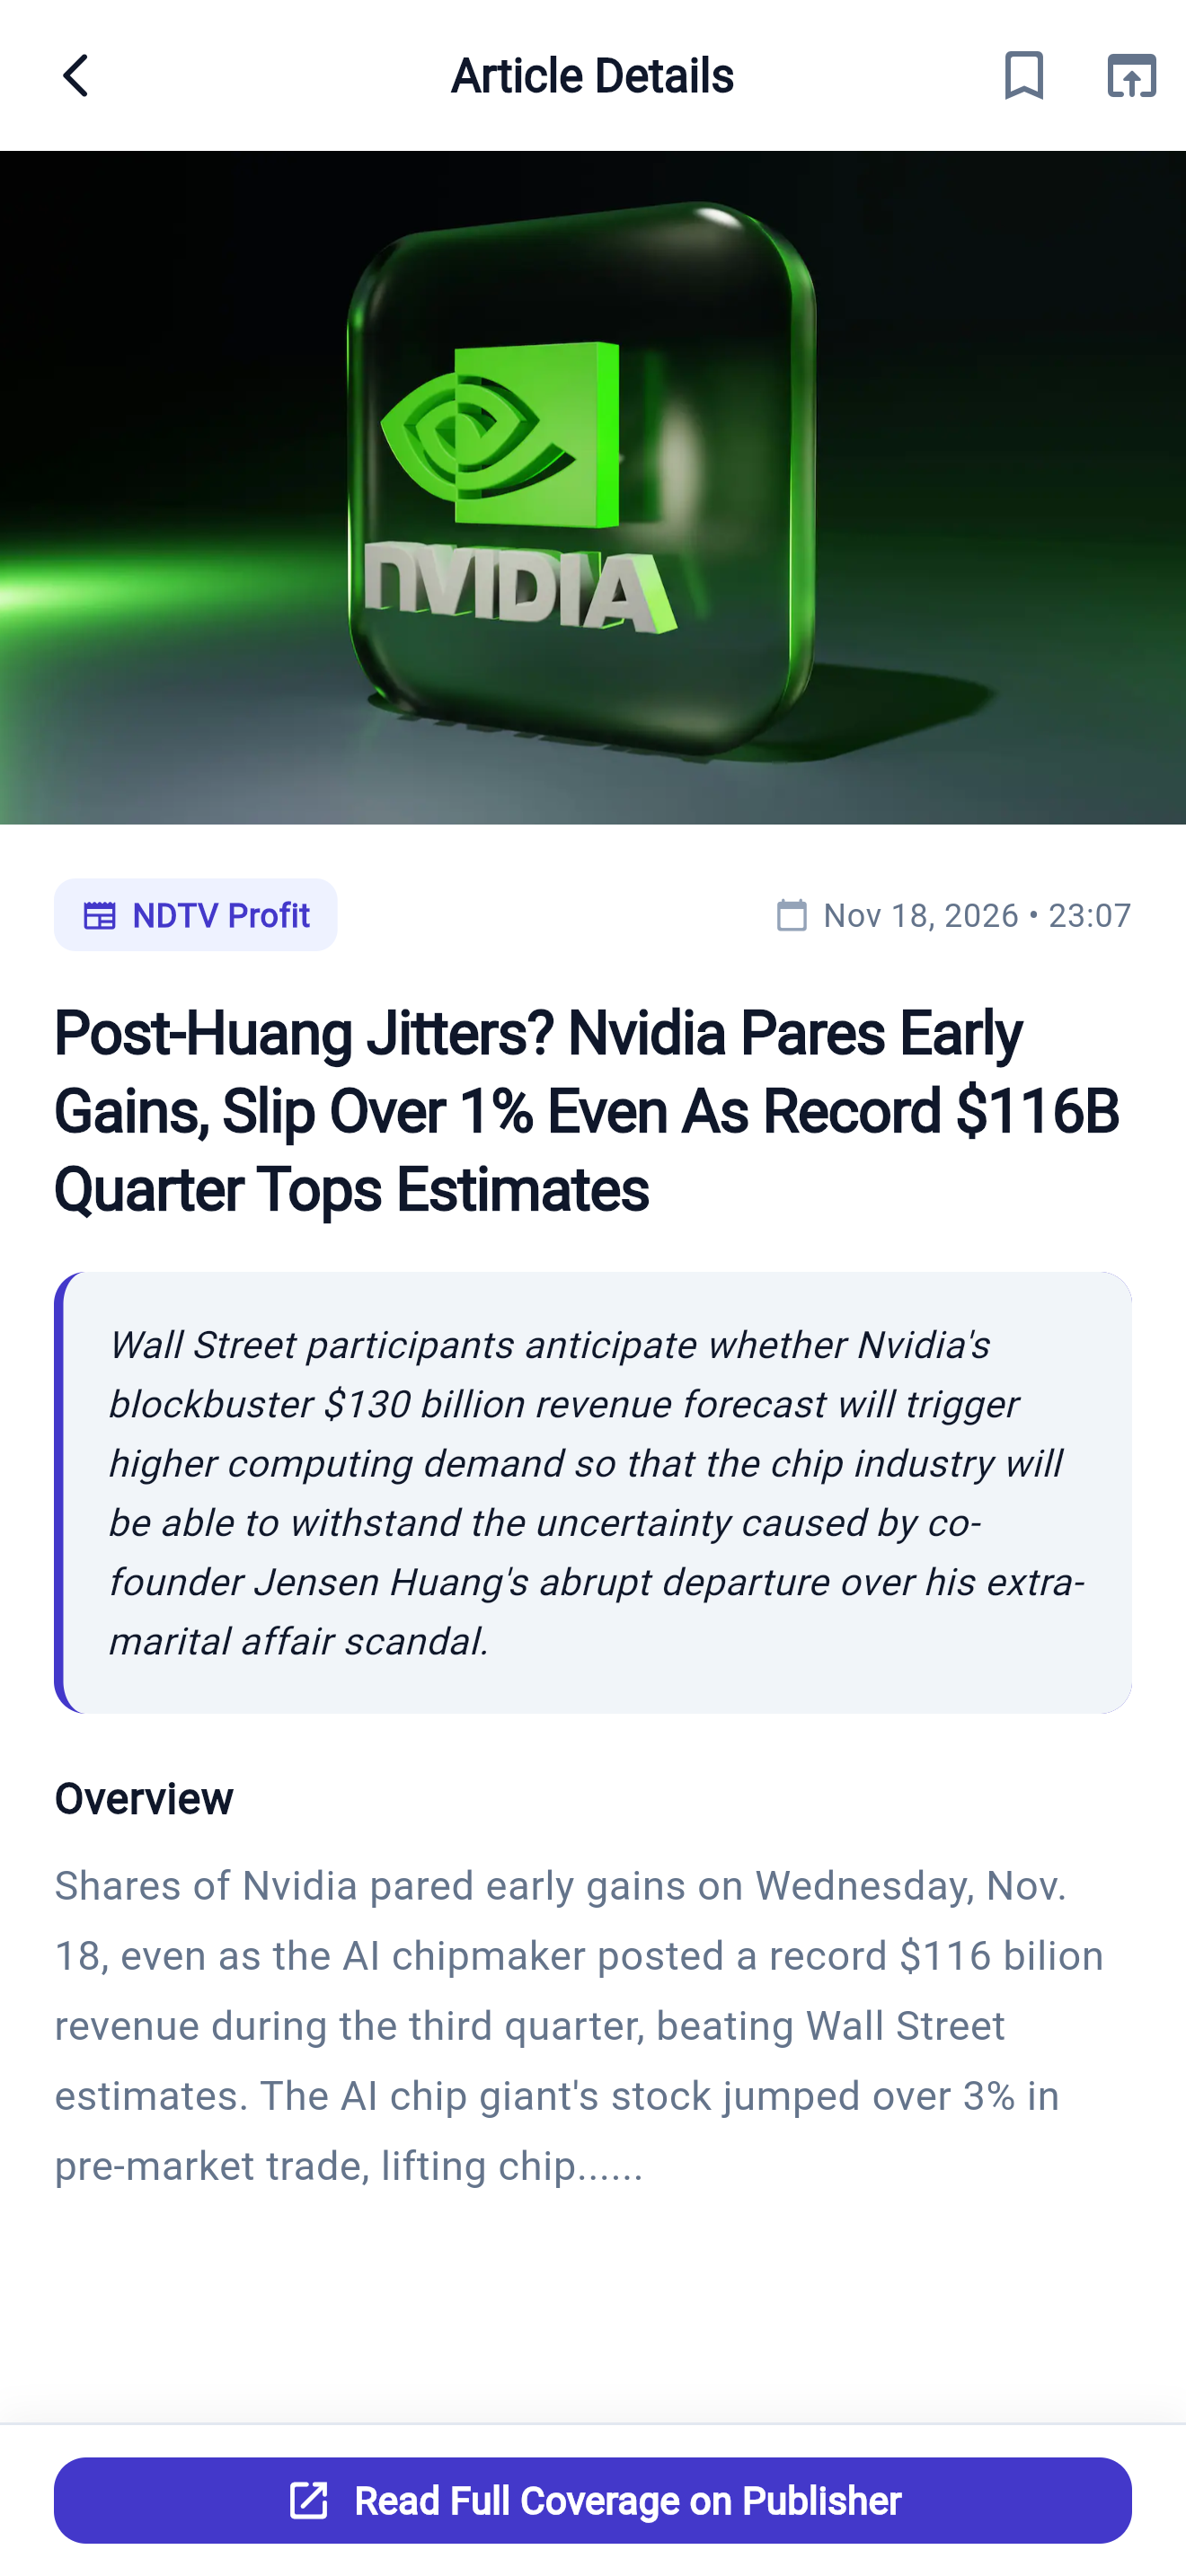 Article Details
NVIDIA
NDTV Profit
Nov 18, 2026 • 23:07
Post-Huang Jitters? Nvidia Pares Early
Gains, Slip Over 1% Even As Record $116B
Quarter Tops Estimates
Wall Street participants anticipate whether Nvidia's
blockbuster $130 billion revenue forecast will trigger
higher computing demand so that the chip industry will
be able to withstand the uncertainty caused by co-
founder Jensen Huang's abrupt departure over his extra-
marital affair scandal.
Overview
Shares of Nvidia pared early gains on Wednesday, Nov.
18, even as the AI chipmaker posted a record $116 bilion
revenue during the third quarter, beating Wall Street
estimates. The AI chip giant's stock jumped over 3% in
pre-market trade, lifting chip......
Read Full Coverage on Publisher